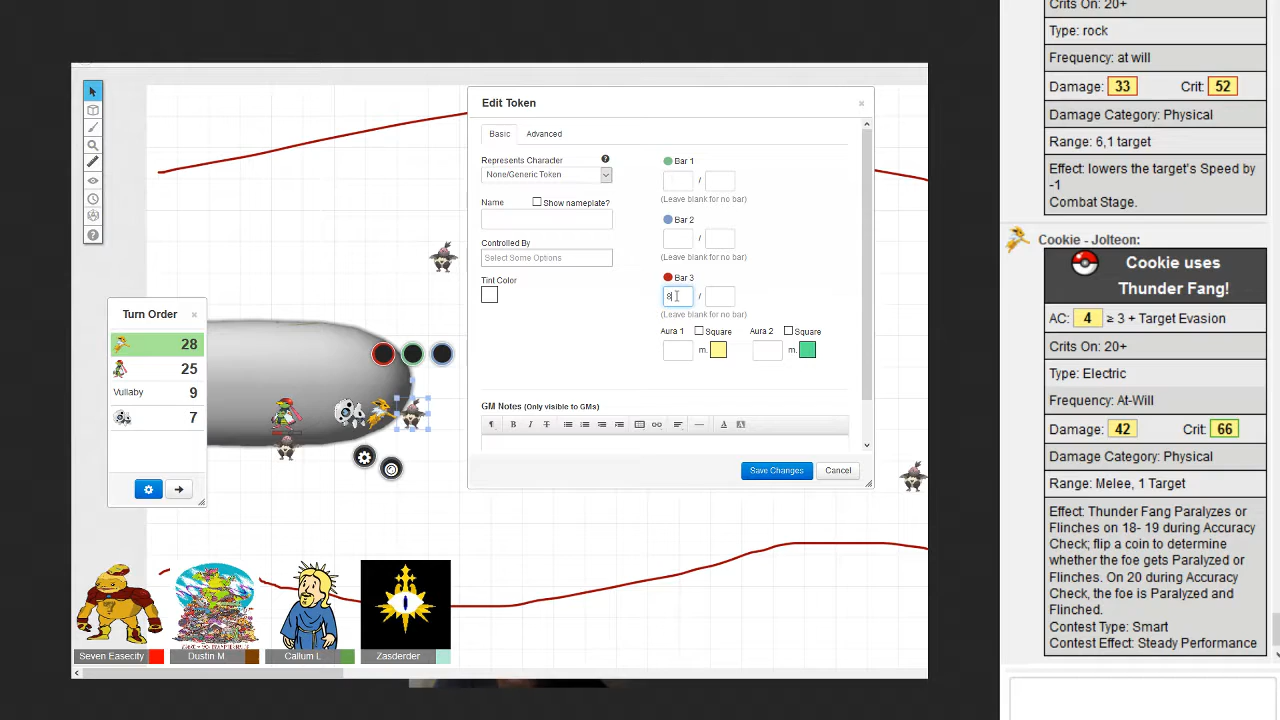 Edit Token
×
Basic
Advanced
Represents Character
?
None/Generic Token
Name
Show nameplate?
Controlled By
Select Some Options
Tint Color
Bar 1
/
(Leave blank for no bar)
Bar 2
/
(Leave blank for no bar)
Bar 3
8
/
(Leave blank for no bar)
Aura 1
Square
Aura 2
Square
m.
m.
GM Notes (Only visible to GMs)
Save Changes
Cancel
Turn Order
×
28
25
Vullaby
9
7
Seven Easecity
Dustin M
Callum L
Zasderder
Crits On: 20+
Type: rock
Frequency: at will
Damage: 33 Crit: 52
Damage Category: Physical
Range: 6,1 target
Effect: lowers the target's Speed by
-1
Combat Stage.
Cookie - Jolteon:
Cookie uses
Thunder Fang!
AC: 4 ≥ 3 + Target Evasion
Crits On: 20+
Type: Electric
Frequency: At-Will
Damage: 42 Crit: 66
Damage Category: Physical
Range: Melee, 1 Target
Effect: Thunder Fang Paralyzes or
Flinches on 18- 19 during Accuracy
Check; flip a coin to determine
whether the foe gets Paralyzed or
Flinches. On 20 during Accuracy
Check, the foe is Paralyzed and
Flinched.
Contest Type: Smart
Contest Effect: Steady Performance